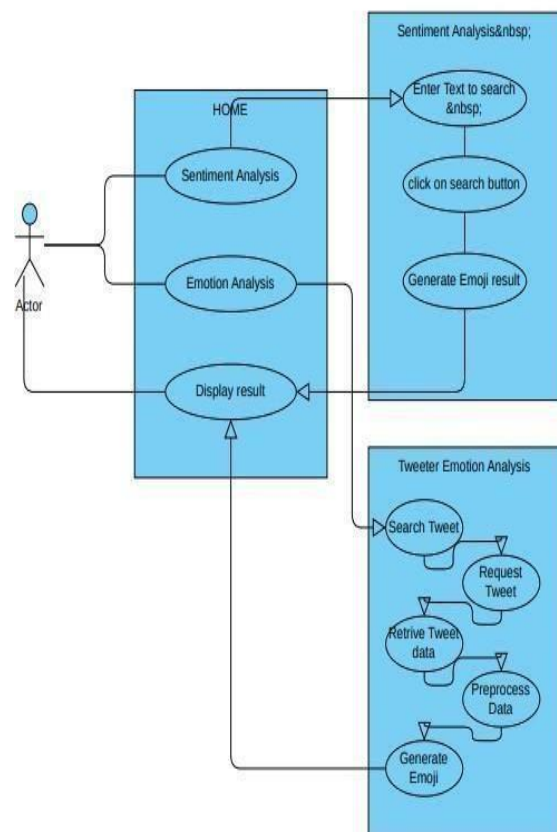 Sentiment Analysis&nbsp;
Enter Text to search
&nbsp;
click on search button
Generate Emoji result
HOME
Sentiment Analysis
Emotion Analysis
Display result
Actor
Tweeter Emotion Analysis
Search Tweet
Request
Tweet
Retrive Tweet
data
Preprocess
Data
Generate
Emoji